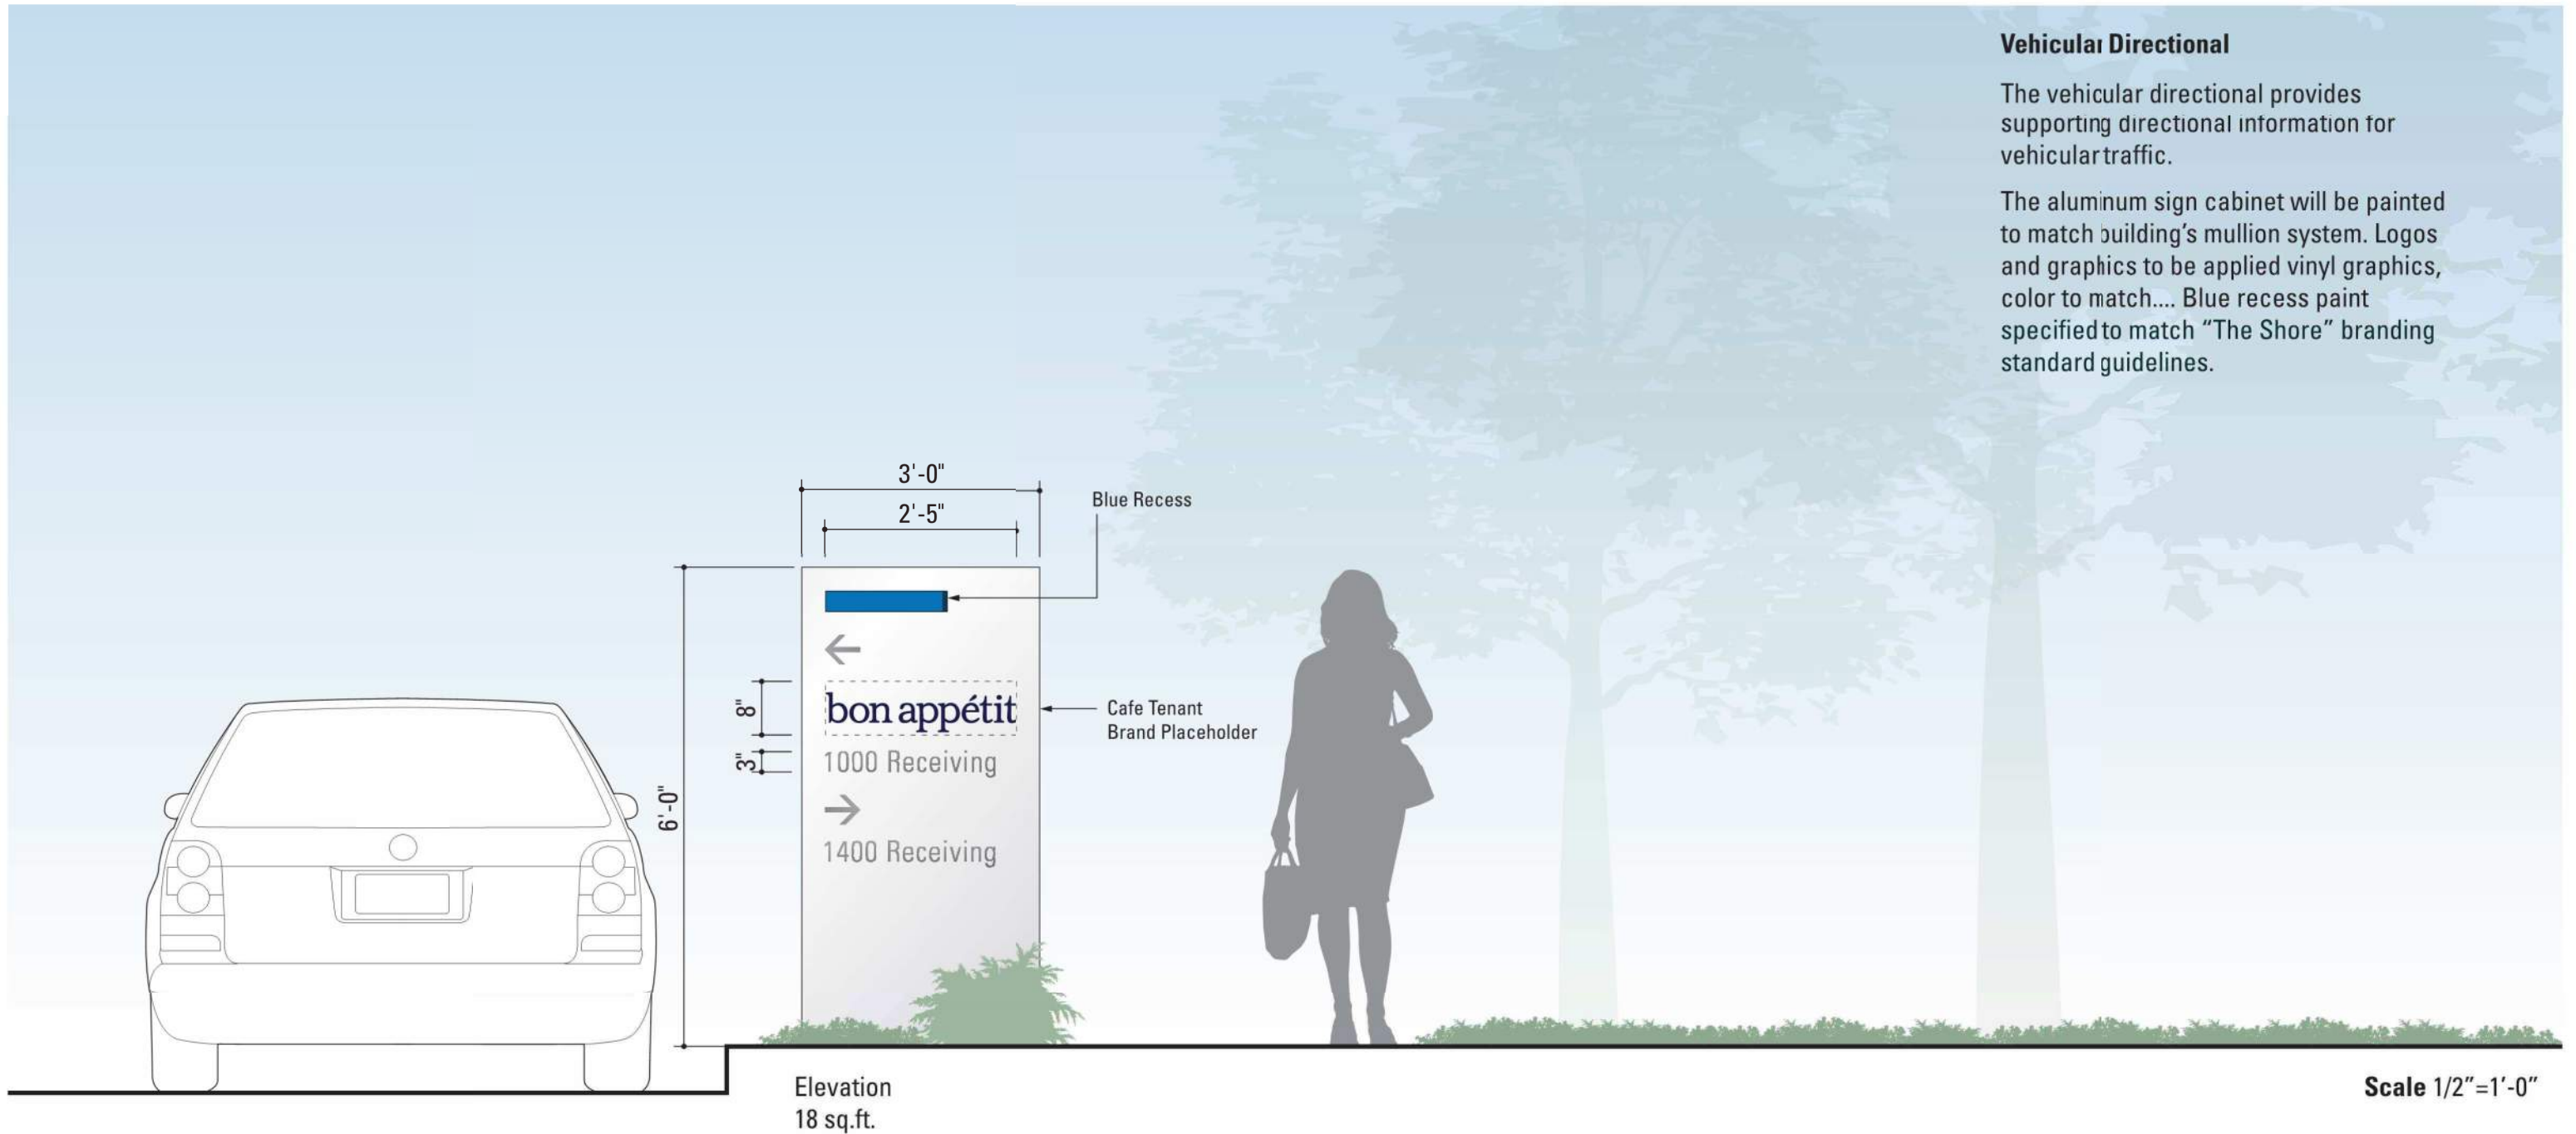 Vehicular Directional
The vehicular directional provides
supporting directional information for
vehicular traffic.
The aluminum sign cabinet will be painted
to match building's mullion system. Logos
and graphics to be applied vinyl graphics,
color to match.... Blue recess paint
specified to match “The Shore” branding
standard guidelines.
3'-0"
2'-5"
Blue Recess
←
8"
bon appétit
Cafe Tenant
Brand Placeholder
3"
1000 Receiving
6'-0"
→
1400 Receiving
Elevation
18 sq.ft.
Scale 1/2”=1’-0”